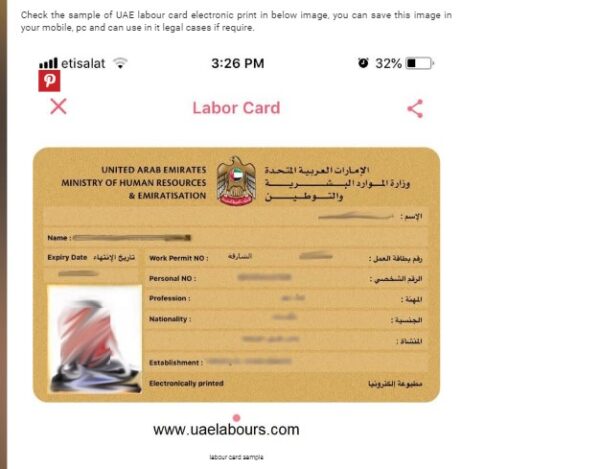 Check the sample of UAE labour card electronic print in below image, you can save this image in
your mobile, pc and can use in it legal cases if require.
etisalat 3:26 PM 32%
Labor Card
UNITED ARAB EMIRATES
MINISTRY OF HUMAN RESOURCES
& EMIRATISATION
الإمارات العربية المتحدة
وزارة الموارد البشرية
والتوطين
الاسم :
Name :
Expiry Date تاريخ الإنتهاء
Work Permit NO : الشارقه رقم بطاقة العمل :
Personal NO : الرقم الشخصي :
Profession : المهنة :
Nationality : الجنسية :
المنشاة :
Establishment :
Electronically printed مطبوعة إلكترونيا
www.uaelabours.com
labour card sample